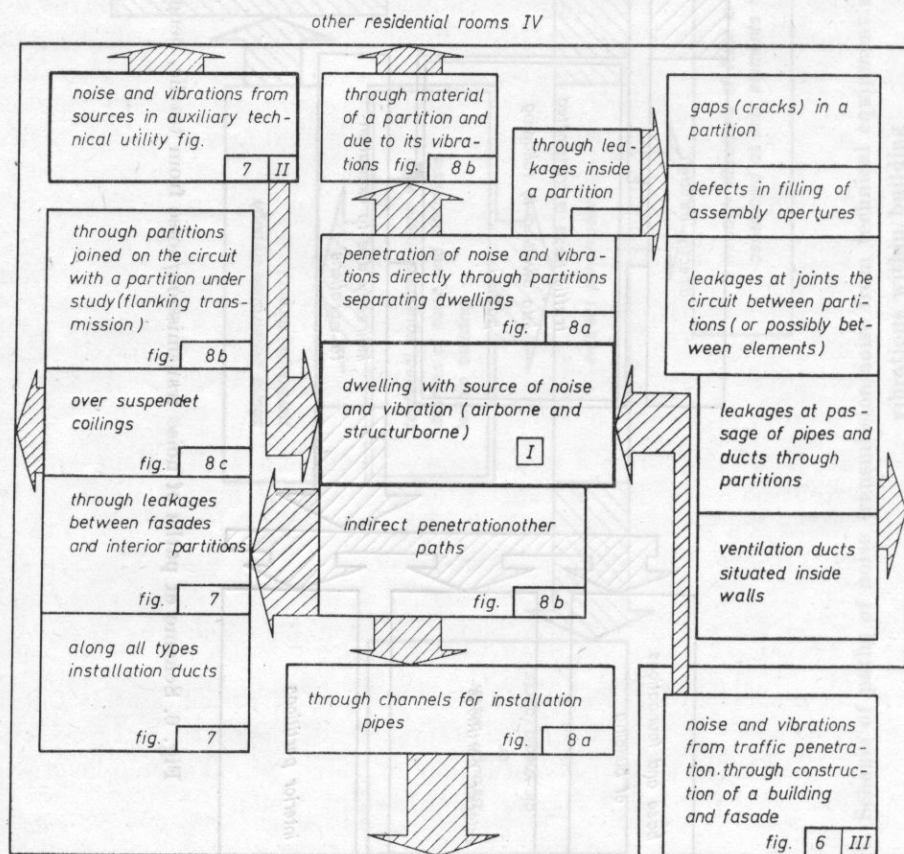 other residential rooms IV
noise and vibrations from
sources in auxiliary tech-
nical utility fig.
7 II
through material
of a partition and
due to its vibra-
tions fig. 8b
through lea-
kages inside
a partition
gaps (cracks) in a
partition
defects in filling of
assembly apertures
leakages at joints the
circuit between parti-
tions (or possibly bet-
ween elements)
leakages at pas-
sage of pipes and
ducts through
partitions
ventilation ducts
situated inside
walls
through partitions
joined on the circuit
with a partition under
study (flanking trans-
mission)
fig. 8b
over suspendet
coilings
fig. 8c
through leakages
between fasades
and interior partitions
fig. 7
along all types
installation ducts
fig. 7
penetration of noise and vibra-
tions directly through partitions
separating dwellings
fig. 8a
dwelling with source of noise
and vibration (airborne and
structurborne)
I
indirect penetrationother
paths
fig. 8b
through channels for installation
pipes
fig. 8a
noise and vibrations
from traffic penetra-
tion. through construc-
tion of a building
and fasade
fig. 6 III